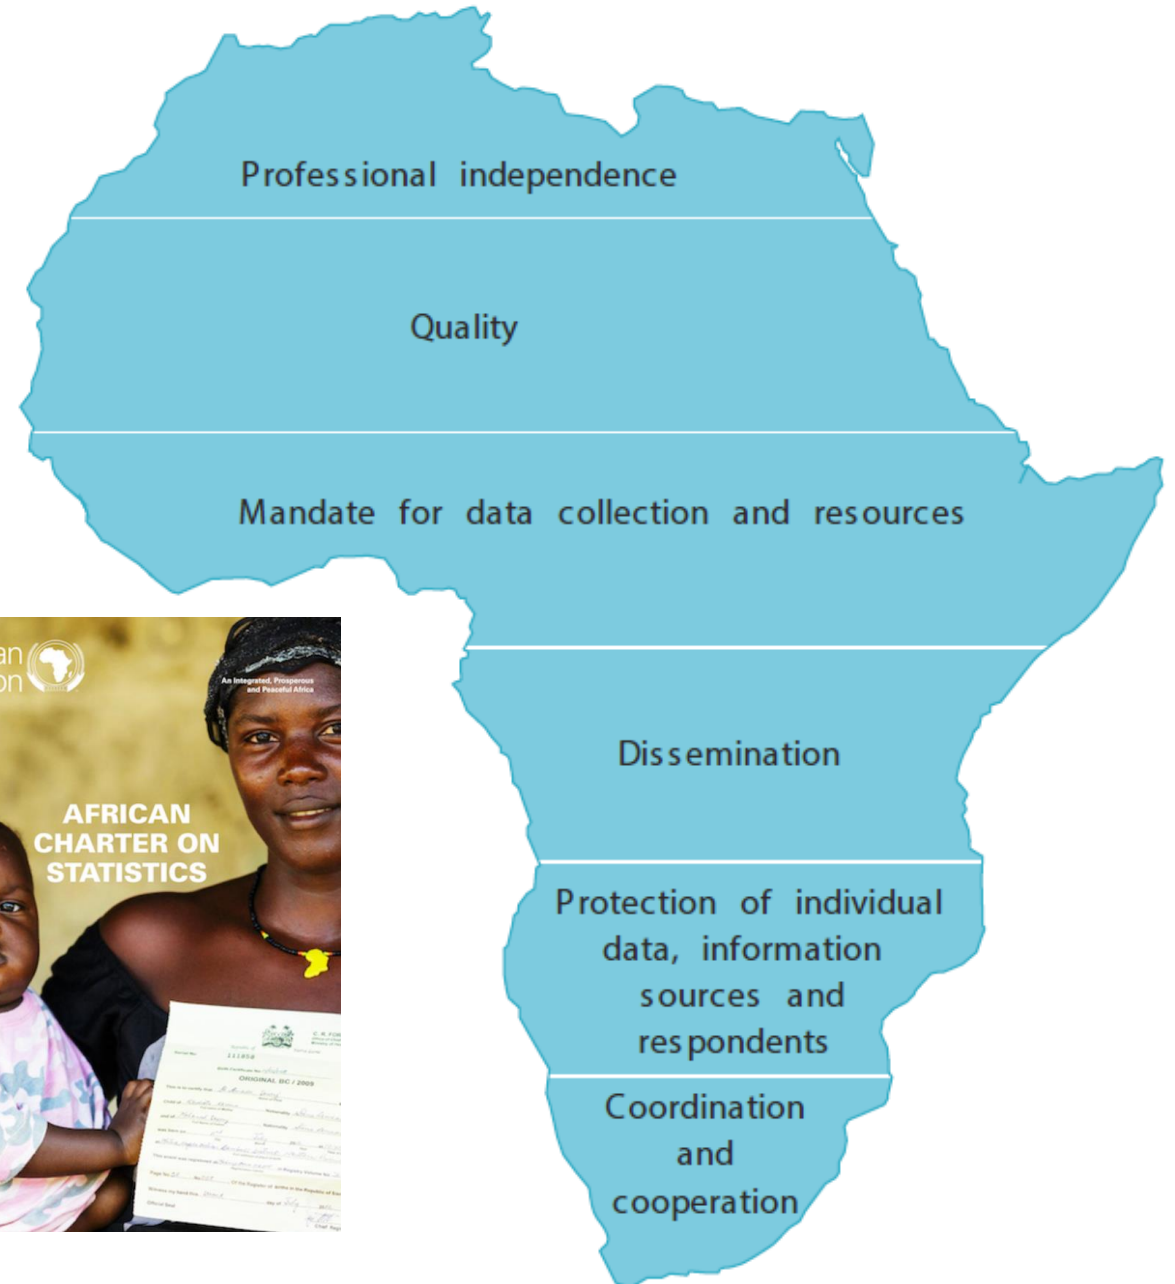 Professional independence
Quality
Mandate for data collection and resources
Dissemination
Protection of individual
data, information
sources and
respondents
Coordination
and
cooperation
An Integrated, Prosperous
and Peaceful Africa
AFRICAN
CHARTER ON
STATISTICS
111858
ORIGINAL BC / 2009